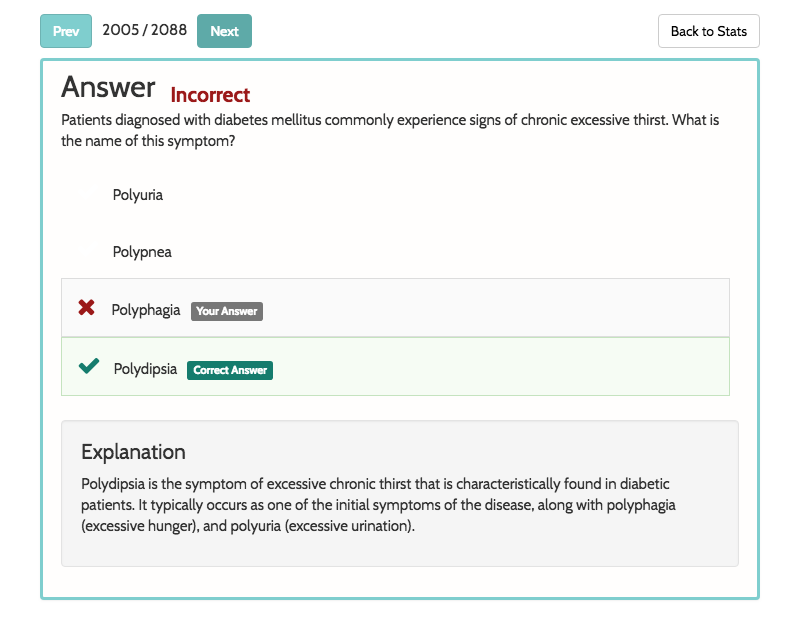 Prev 2005 / 2088 Next Back to Stats
Answer Incorrect
Patients diagnosed with diabetes mellitus commonly experience signs of chronic excessive thirst. What is
the name of this symptom?
Polyuria
Polypnea
Polyphagia Your Answer
Polydipsia Correct Answer
Explanation
Polydipsia is the symptom of excessive chronic thirst that is characteristically found in diabetic
patients. It typically occurs as one of the initial symptoms of the disease, along with polyphagia
(excessive hunger), and polyuria (excessive urination).